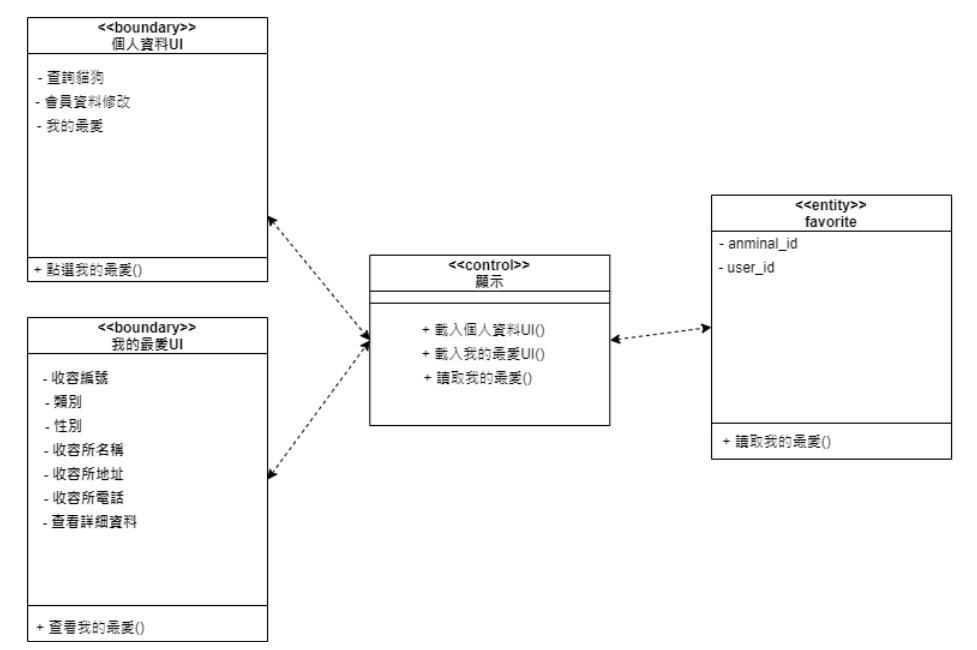 <<boundary>>
個人資料UI
- 查詢貓狗
- 會員資料修改
- 我的最愛
+ 點選我的最愛()
<<boundary>>
我的最愛UI
- 收容編號
- 類別
- 性別
- 收容所名稱
- 收容所地址
- 收容所電話
- 查看詳細資料
+ 查看我的最愛()
<<control>>
顯示
+ 載入個人資料UI()
+ 載入我的最愛UI()
+ 讀取我的最愛()
<<entity>>
favorite
- anminal_id
- user_id
+ 讀取我的最愛()